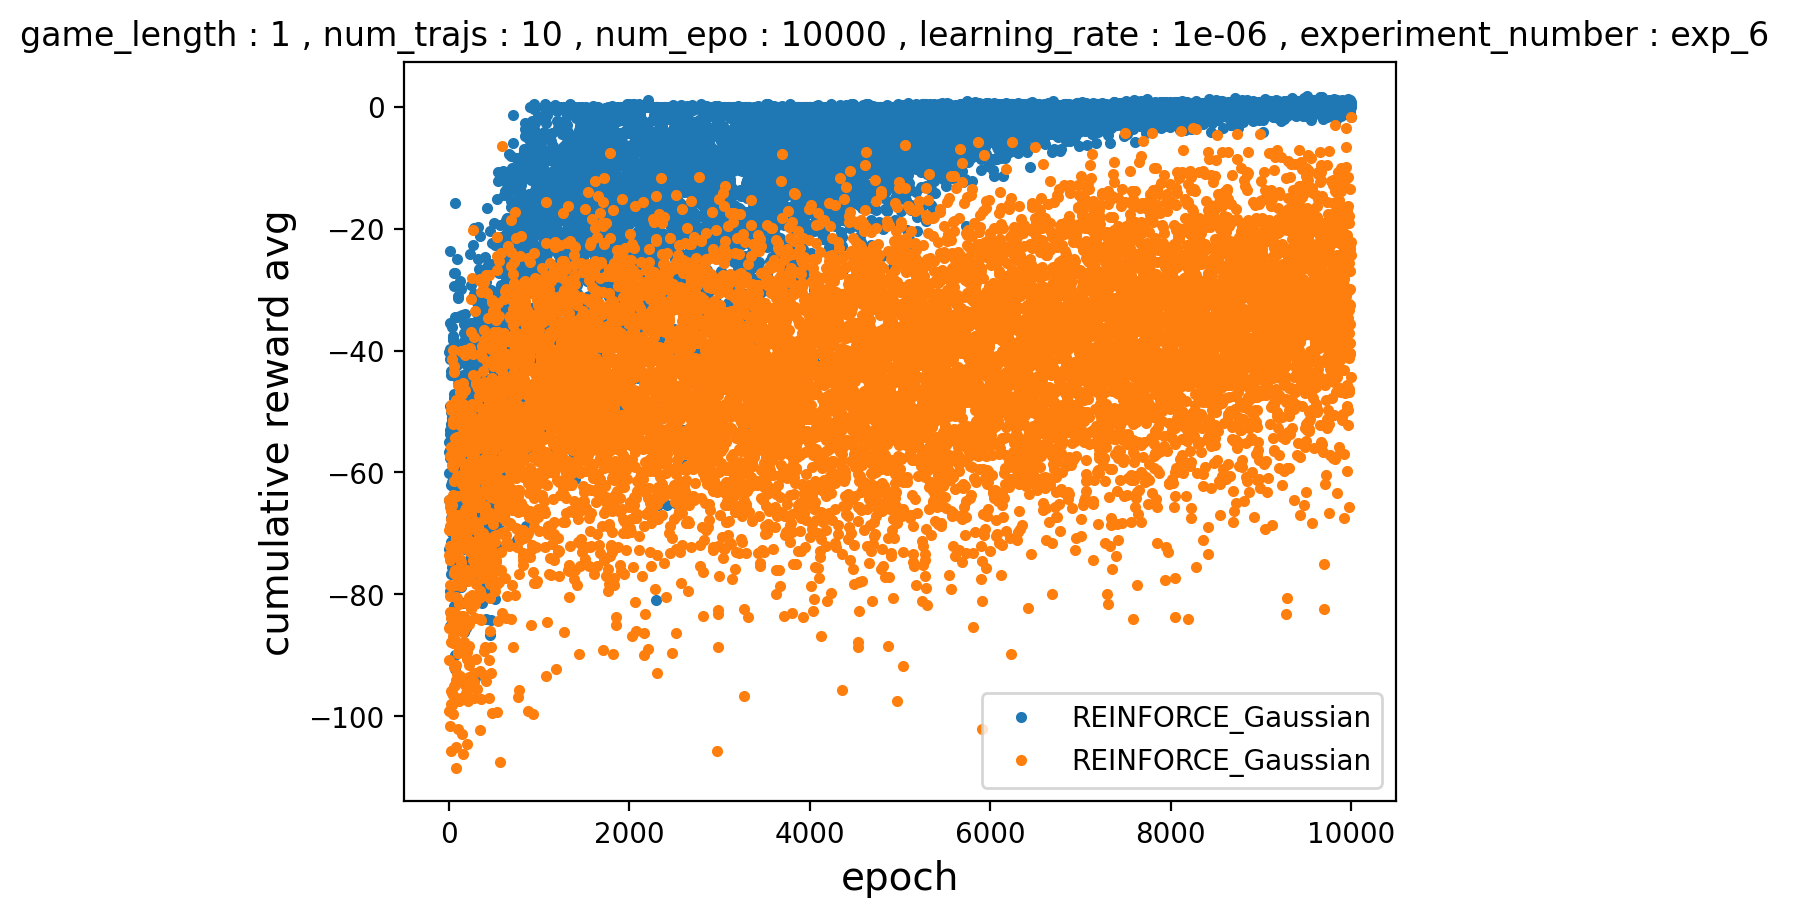 game_length : 1 , num_trajs : 10 , num_epo : 10000 , learning_rate : 1e-06 , experiment_number : exp_6
cumulative reward avg
0
−20
−40
−60
−80
−100
0 2000 4000 6000 8000 10000
epoch
REINFORCE_Gaussian
REINFORCE_Gaussian